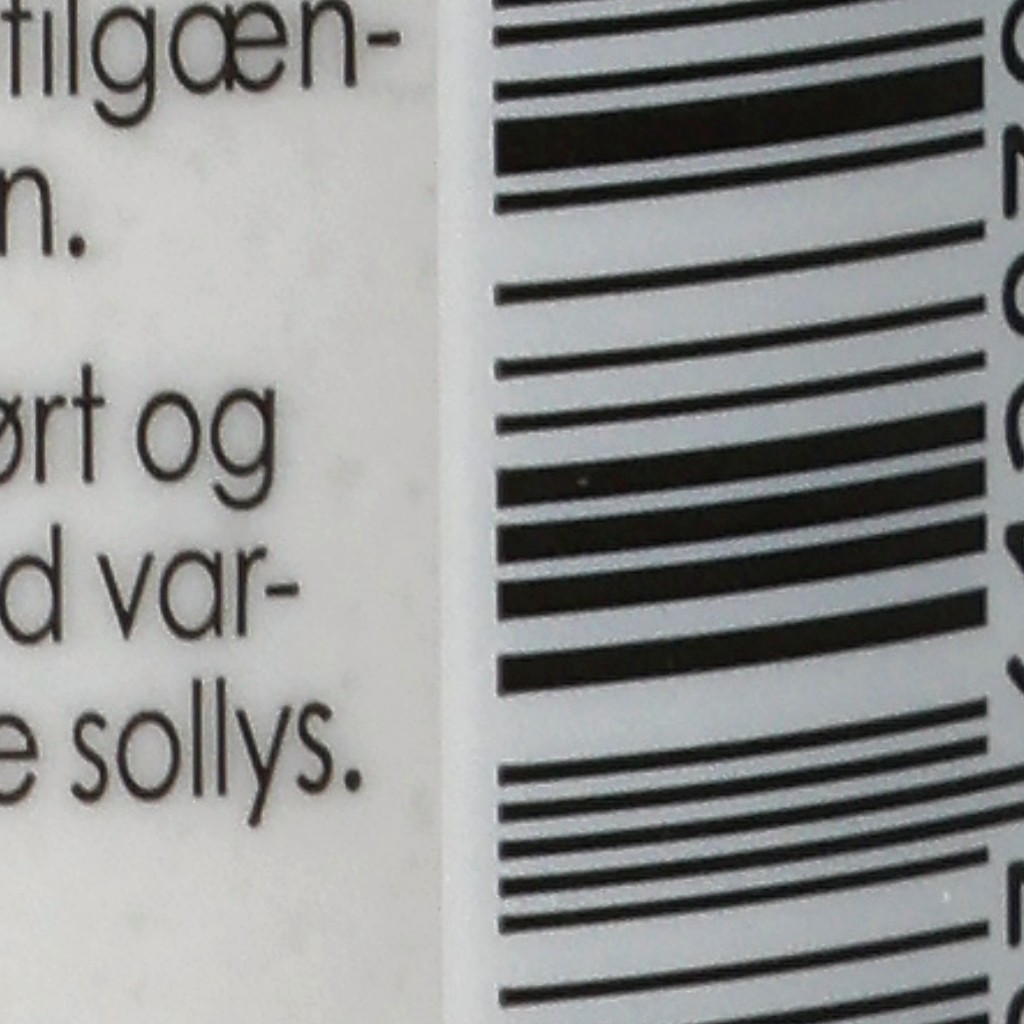 tilgæn-
n.
ørt og
d var-
e sollys.